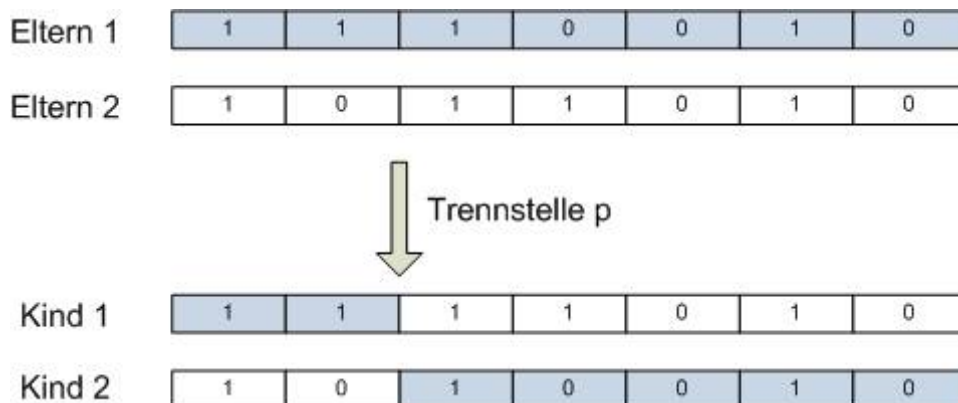 Eltern 1 1 1 1 0 0 1 0
Eltern 2 1 0 1 1 0 1 0
Trennstelle p
Kind 1 1 1 1 1 0 1 0
Kind 2 1 0 1 0 0 1 0